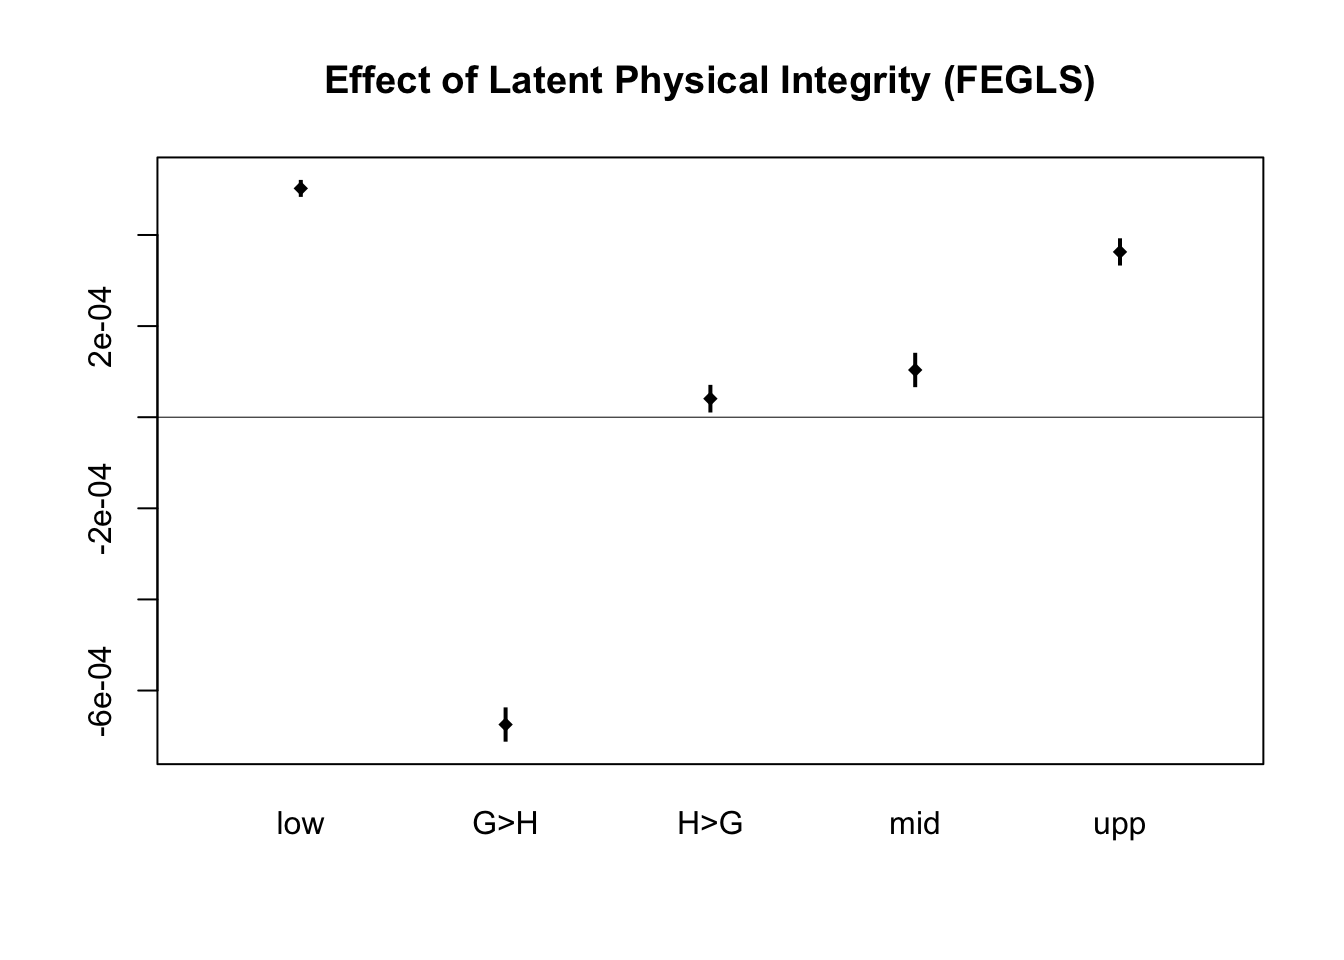 Effect of Latent Physical Integrity (FEGLS)
2e-04
-2e-04
-6e-04
low G>H H>G mid upp